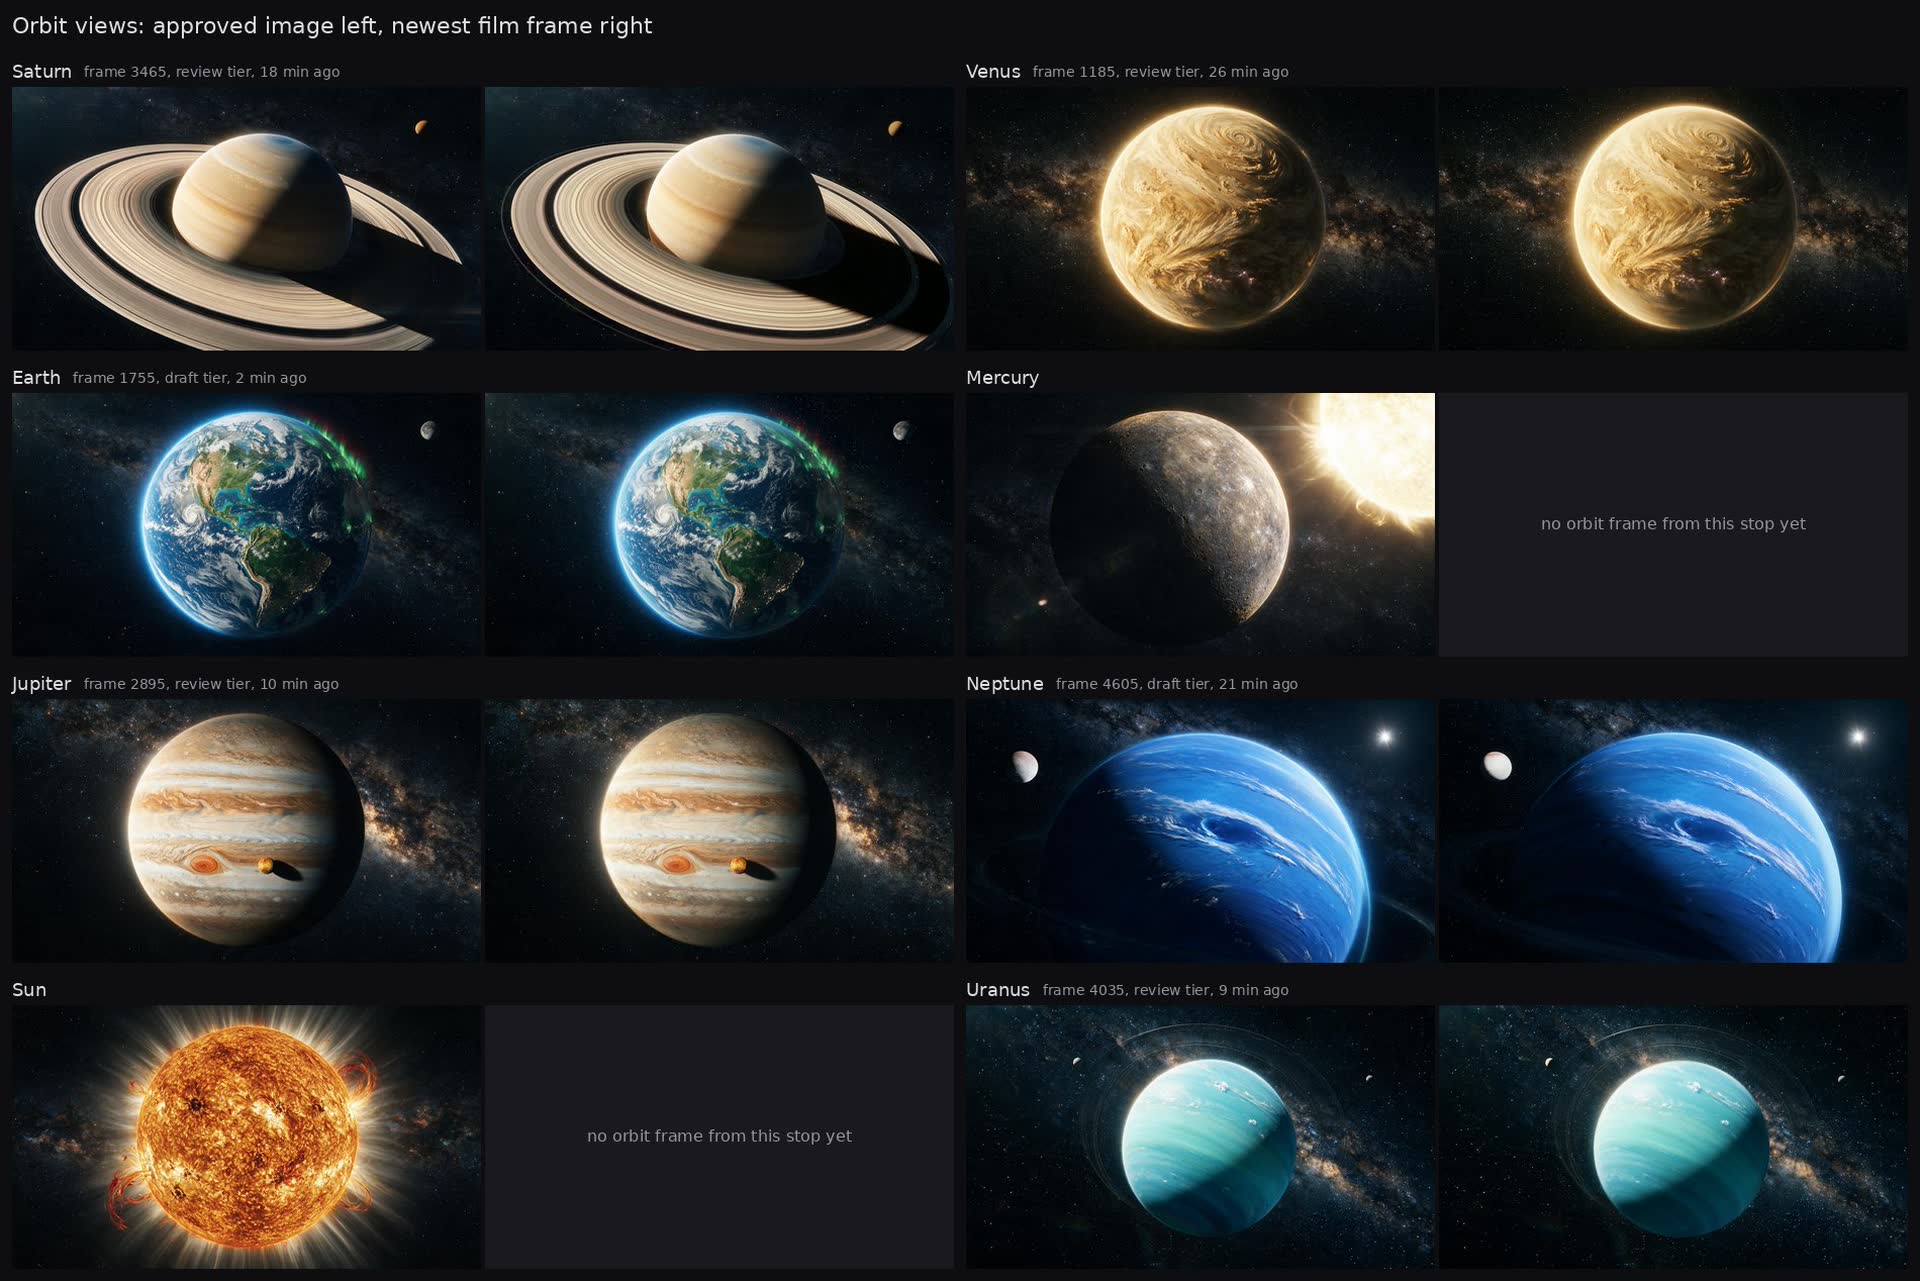 Orbit views: approved image left, newest film frame right
Saturn frame 3465, review tier, 18 min ago
Venus frame 1185, review tier, 26 min ago
Earth frame 1755, draft tier, 2 min ago
Mercury
no orbit frame from this stop yet
Jupiter frame 2895, review tier, 10 min ago
Neptune frame 4605, draft tier, 21 min ago
Sun
no orbit frame from this stop yet
Uranus frame 4035, review tier, 9 min ago